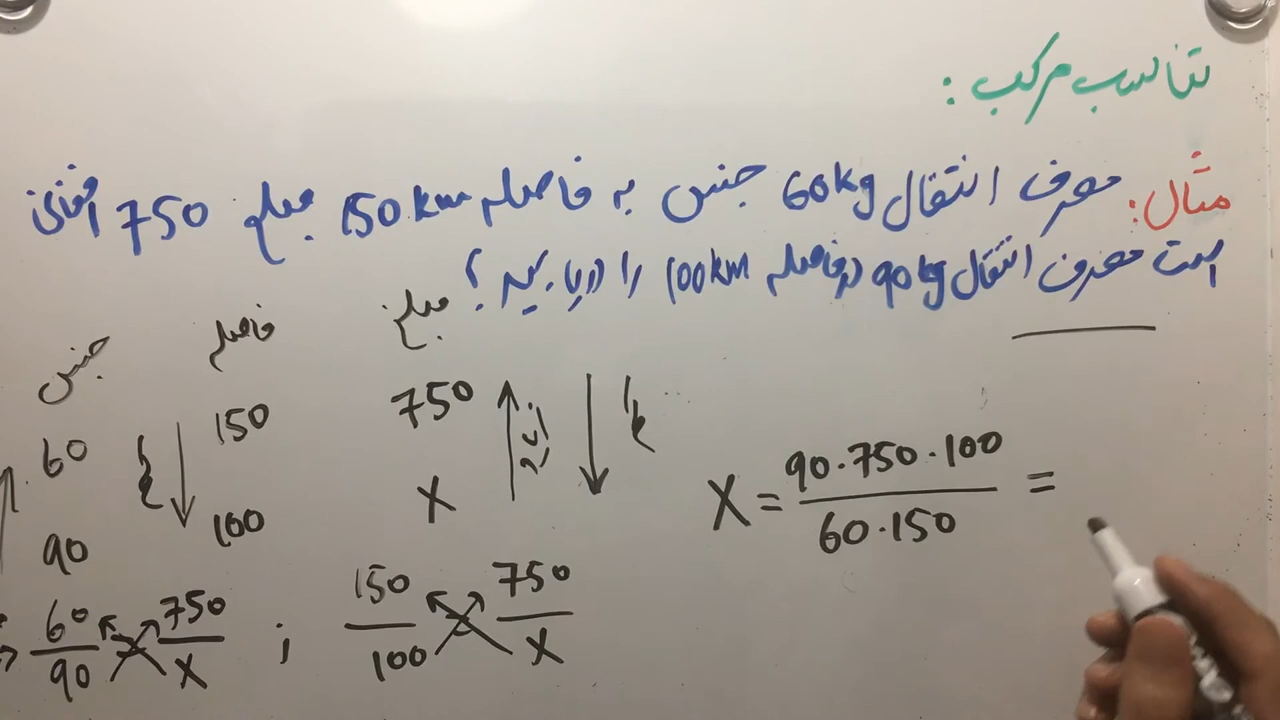 تناسب مرکب:
مثال: مصرف انتقال 60kg جنس به فاصله 150km مبلغ 750 افغانی
است مصرف انتقال 90kg در فاصله 100km را دریابید؟
جنس فاصله مبلغ
60 150 750
90 100 X
60/90 750/X ; 150/100 750/X
X = 90·750·100 / 60·150 =